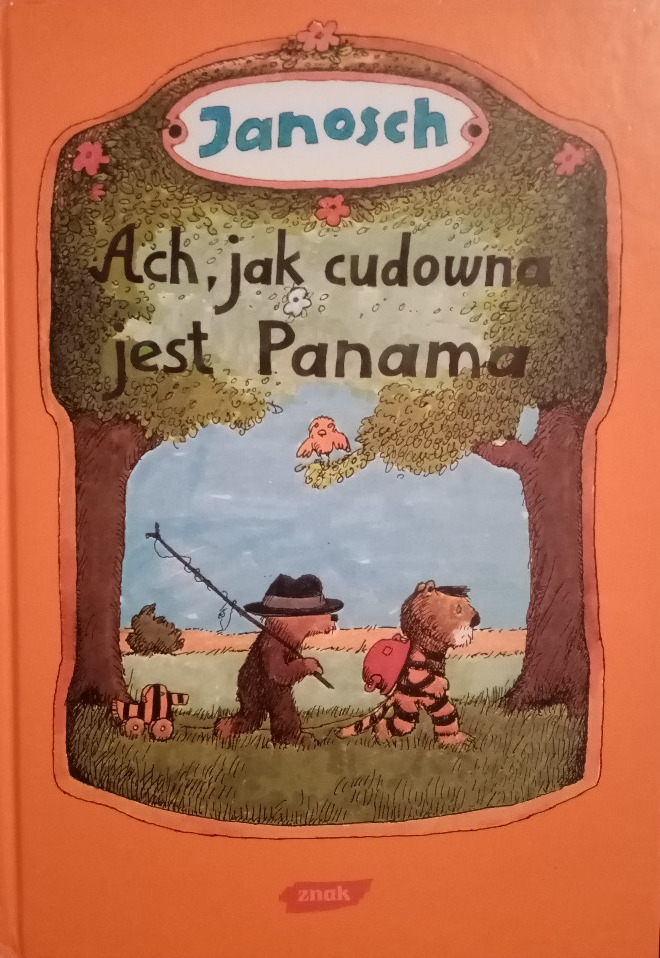 Janosch
Ach, jak cudowna
jest Panama
znak